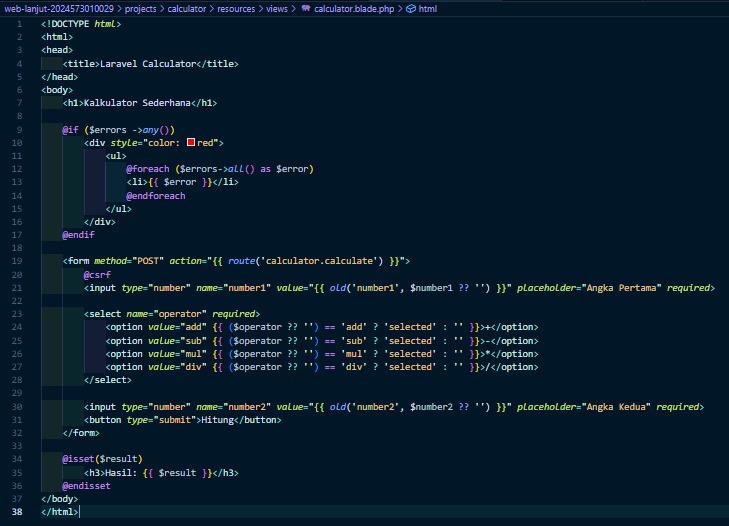 web-lanjut-2024573010029 > projects > calculator > resources > views > calculator.blade.php > html
1 <!DOCTYPE html>
2 <html>
3 <head>
4     <title>Laravel Calculator</title>
5 </head>
6 <body>
7     <h1>Kalkulator Sederhana</h1>
8
9     @if ($errors ->any())
10         <div style="color: red">
11             <ul>
12                 @foreach ($errors->all() as $error)
13                 <li>{{ $error }}</li>
14                 @endforeach
15             </ul>
16         </div>
17     @endif
18
19     <form method="POST" action="{{ route('calculator.calculate') }}">
20         @csrf
21         <input type="number" name="number1" value="{{ old('number1', $number1 ?? '') }}" placeholder="Angka Pertama" required>
22
23         <select name="operator" required>
24             <option value="add" {{ ($operator ?? '') == 'add' ? 'selected' : '' }}>+</option>
25             <option value="sub" {{ ($operator ?? '') == 'sub' ? 'selected' : '' }}>-</option>
26             <option value="mul" {{ ($operator ?? '') == 'mul' ? 'selected' : '' }}>*</option>
27             <option value="div" {{ ($operator ?? '') == 'div' ? 'selected' : '' }}>/</option>
28         </select>
29
30         <input type="number" name="number2" value="{{ old('number2', $number2 ?? '') }}" placeholder="Angka Kedua" required>
31         <button type="submit">Hitung</button>
32     </form>
33
34     @isset($result)
35         <h3>Hasil: {{ $result }}</h3>
36     @endisset
37 </body>
38 </html>